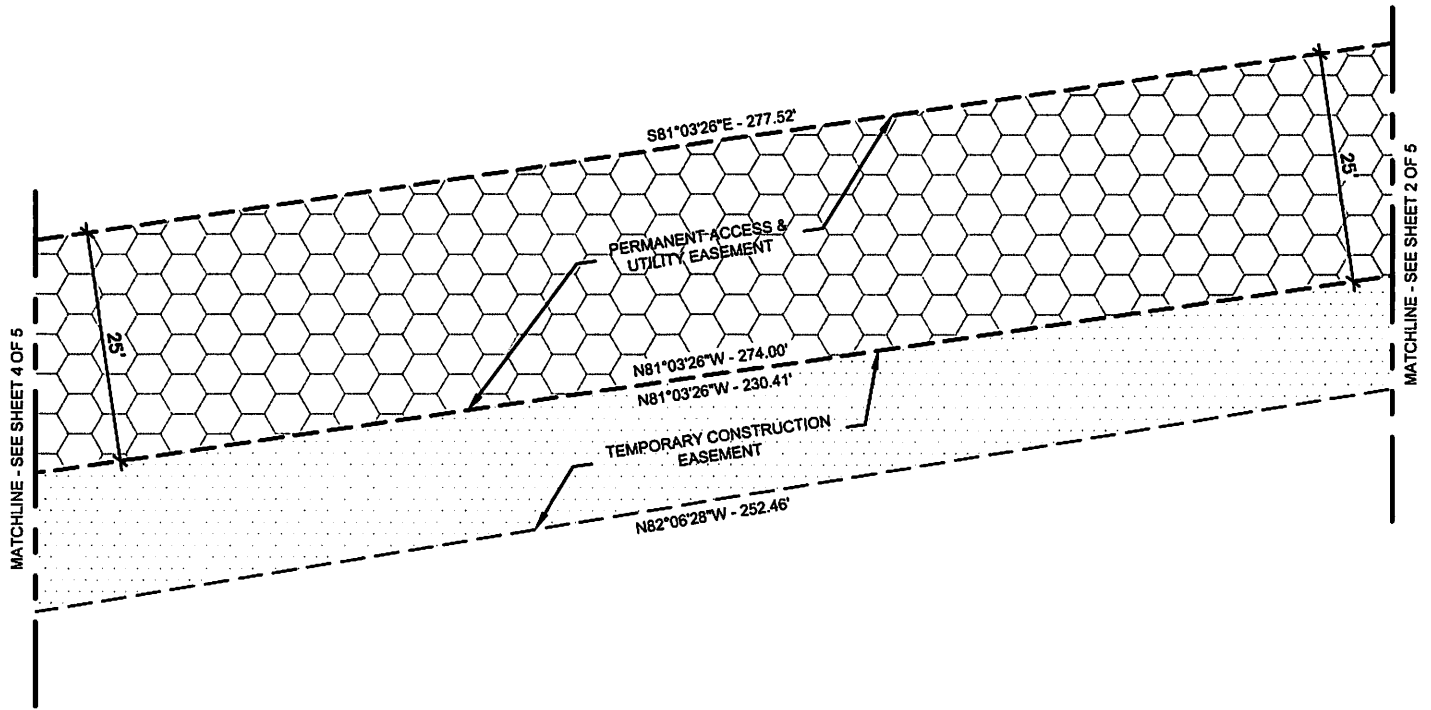 S81°03'26"E - 277.52'
25'
25'
PERMANENT ACCESS &
UTILITY EASEMENT
MATCHLINE - SEE SHEET 4 OF 5
MATCHLINE - SEE SHEET 2 OF 5
N81°03'26"W - 274.00'
N81°03'26"W - 230.41'
TEMPORARY CONSTRUCTION
EASEMENT
N82°06'28"W - 252.46'